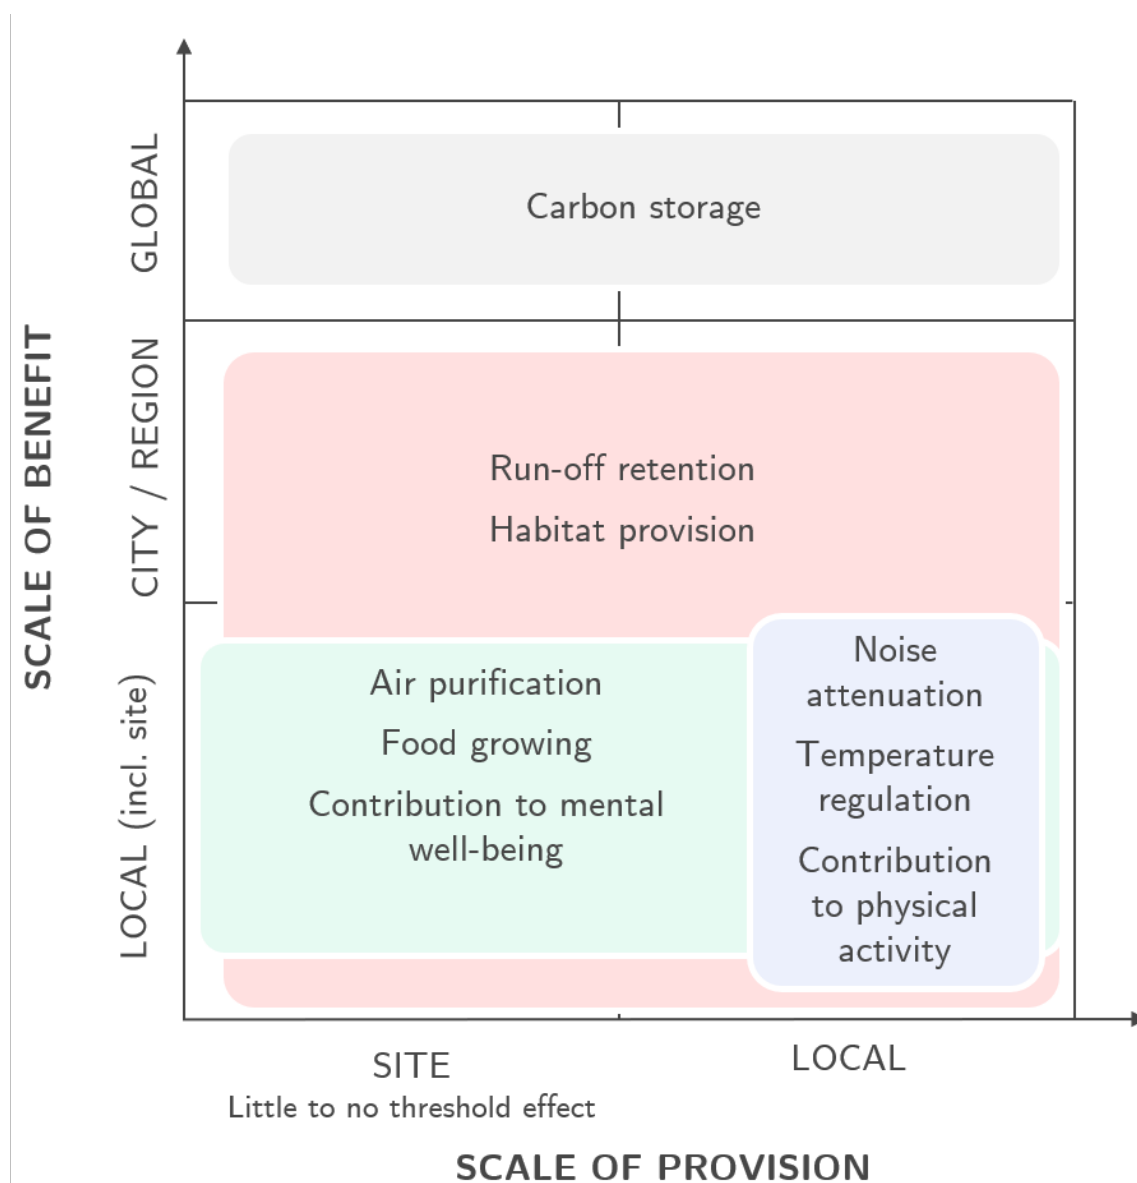 SCALE OF BENEFIT
GLOBAL
CITY / REGION
LOCAL (incl. site)
Carbon storage
Run-off retention
Habitat provision
Air purification
Food growing
Contribution to mental
well-being
Noise
attenuation
Temperature
regulation
Contribution
to physical
activity
SITE
Little to no threshold effect
LOCAL
SCALE OF PROVISION